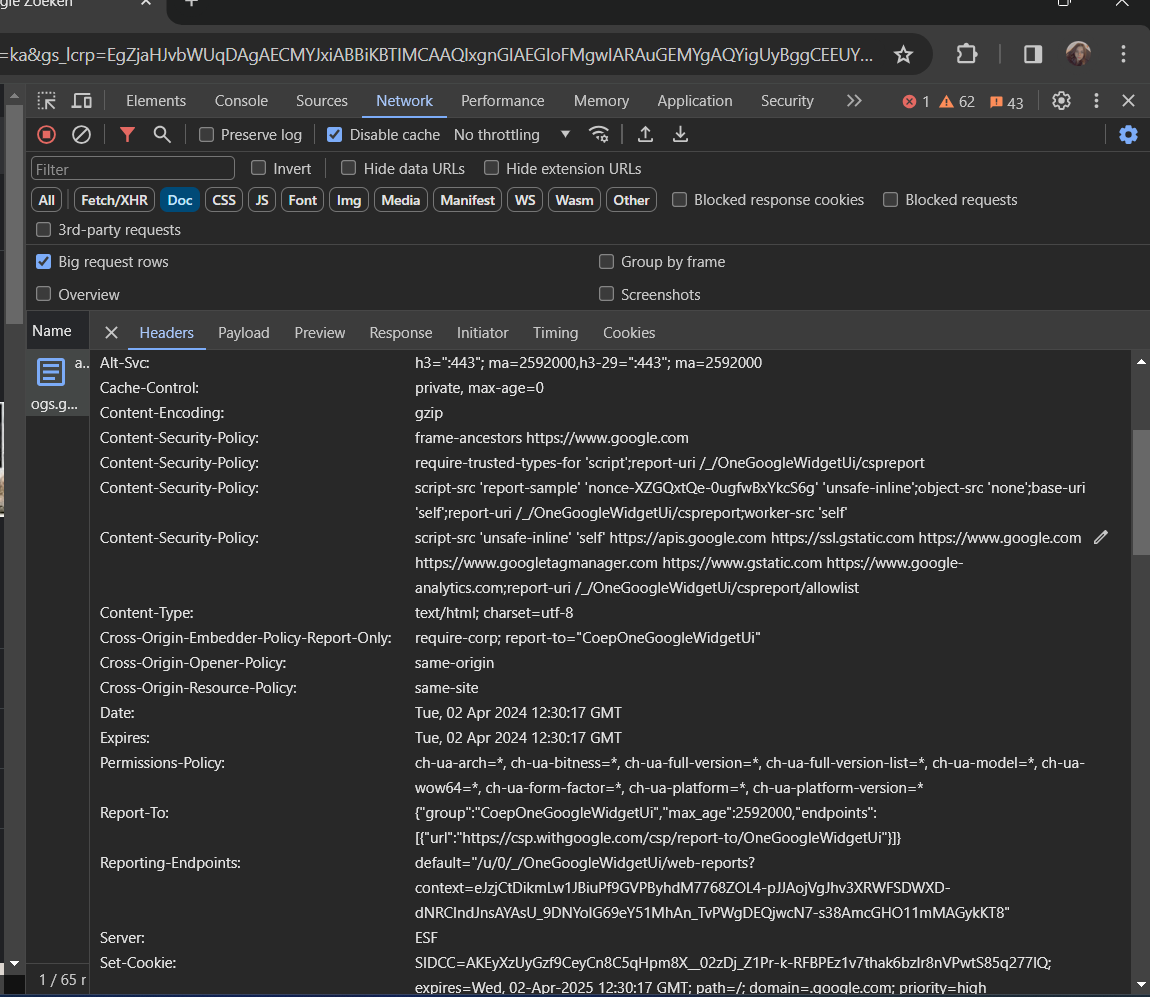 gle Zoeken
=ka&gs_lcrp=EgZjaHJvbWUqDAgAECMYJxiABBiKBTIMCAAQIxgnGIAEGIoFMgwIARAuGEMYgAQYigUyBggCEEUY...
Elements Console Sources Network Performance Memory Application Security 1 62 43
Preserve log Disable cache No throttling
Filter Invert Hide data URLs Hide extension URLs
All Fetch/XHR Doc CSS JS Font Img Media Manifest WS Wasm Other Blocked response cookies Blocked requests
3rd-party requests
Big request rows Group by frame
Overview Screenshots
Name Headers Payload Preview Response Initiator Timing Cookies
a..
ogs.g...
Alt-Svc: h3=":443"; ma=2592000,h3-29=":443"; ma=2592000
Cache-Control: private, max-age=0
Content-Encoding: gzip
Content-Security-Policy: frame-ancestors https://www.google.com
Content-Security-Policy: require-trusted-types-for 'script';report-uri /_/OneGoogleWidgetUi/cspreport
Content-Security-Policy: script-src 'report-sample' 'nonce-XZGQxtQe-0ugfwBxYkcS6g' 'unsafe-inline';object-src 'none';base-uri
'self';report-uri /_/OneGoogleWidgetUi/cspreport;worker-src 'self'
Content-Security-Policy: script-src 'unsafe-inline' 'self' https://apis.google.com https://ssl.gstatic.com https://www.google.com
https://www.googletagmanager.com https://www.gstatic.com https://www.google-
analytics.com;report-uri /_/OneGoogleWidgetUi/cspreport/allowlist
Content-Type: text/html; charset=utf-8
Cross-Origin-Embedder-Policy-Report-Only: require-corp; report-to="CoepOneGoogleWidgetUi"
Cross-Origin-Opener-Policy: same-origin
Cross-Origin-Resource-Policy: same-site
Date: Tue, 02 Apr 2024 12:30:17 GMT
Expires: Tue, 02 Apr 2024 12:30:17 GMT
Permissions-Policy: ch-ua-arch=*, ch-ua-bitness=*, ch-ua-full-version=*, ch-ua-full-version-list=*, ch-ua-model=*, ch-ua-
wow64=*, ch-ua-form-factor=*, ch-ua-platform=*, ch-ua-platform-version=*
Report-To: {"group":"CoepOneGoogleWidgetUi","max_age":2592000,"endpoints":
[{"url":"https://csp.withgoogle.com/csp/report-to/OneGoogleWidgetUi"}]}
Reporting-Endpoints: default="/u/0/_/OneGoogleWidgetUi/web-reports?
context=eJzjCtDikmLw1JBiuPf9GVPByhdM7768ZOL4-pJJAojVgJhv3XRWFSDWXD-
dNRCIndJnsAYAsU_9DNYoIG69eY51MhAn_TvPWgDEQjwcN7-s38AmcGHO11mMAGykKT8"
Server: ESF
Set-Cookie: SIDCC=AKEyXzUyGzf9CeyCn8C5qHpm8X__02zDj_Z1Pr-k-RFBPEz1v7thak6bzIr8nVPwtS85q277IQ;
expires=Wed, 02-Apr-2025 12:30:17 GMT; path=/; domain=.google.com; priority=high
1 / 65 r